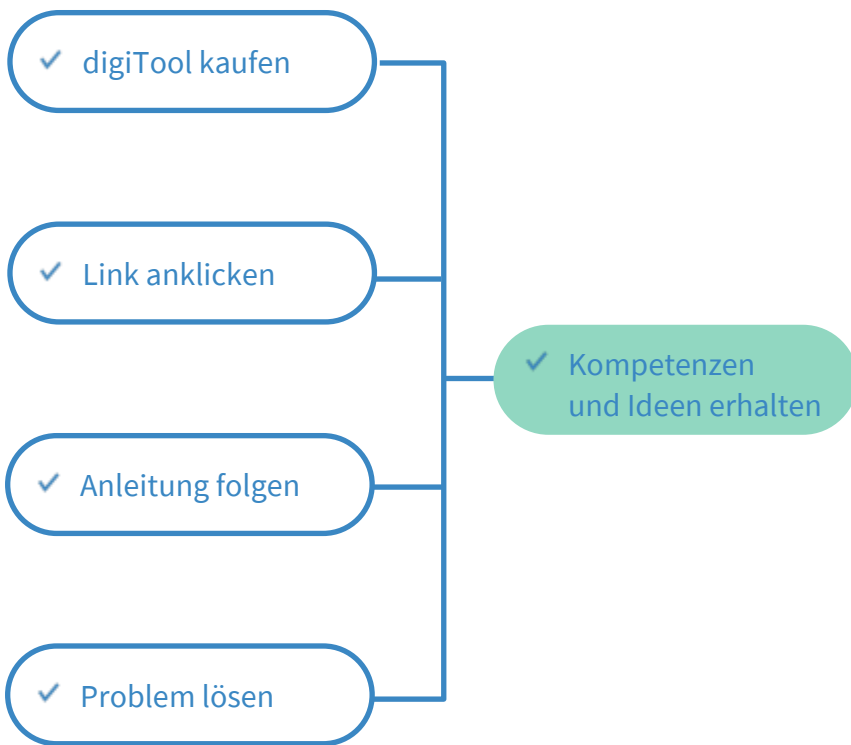 digiTool kaufen
Link anklicken
Kompetenzen
und Ideen erhalten
Anleitung folgen
Problem lösen